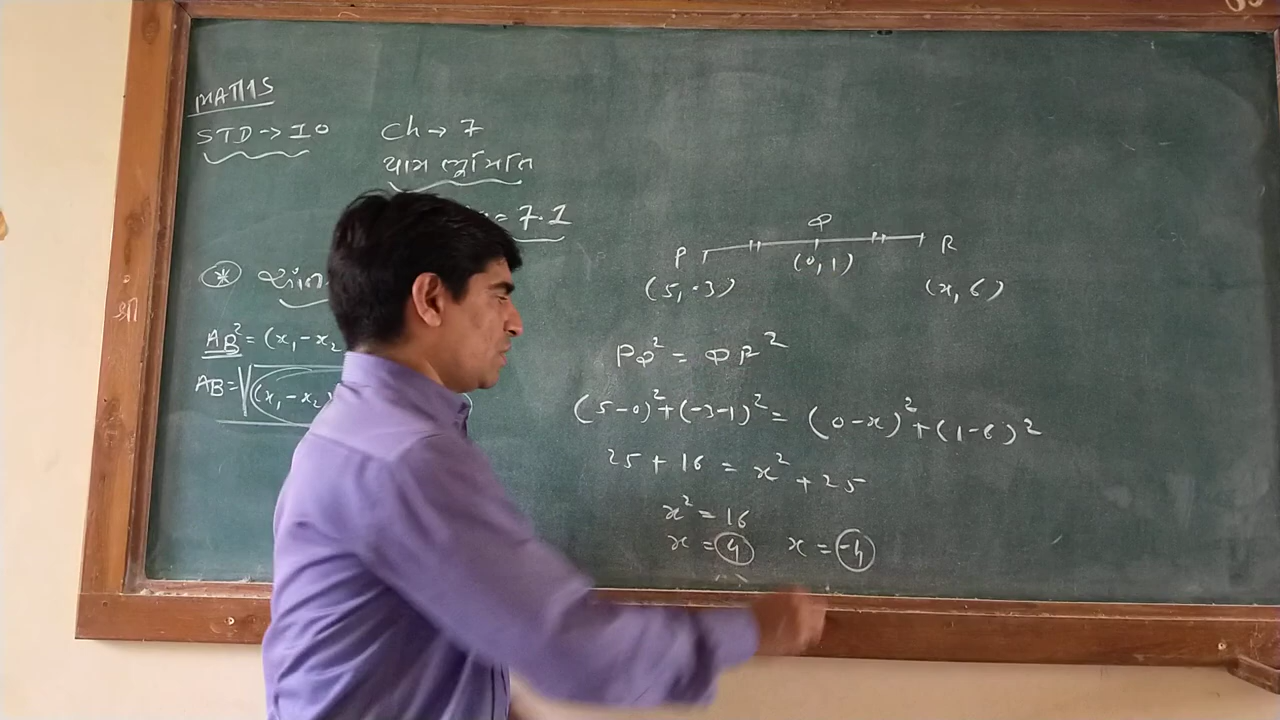 MATHS
STD → 10
Ch → 7
યામ ભૂમિતિ
= 7.1
*
શ્રી
AB² = (x₁ - x₂
AB = √(x₁ - x₂)
P Q R
(5, -3) (0, 1) (x, 6)
PQ² = QR²
(5-0)² + (-3-1)² = (0-x)² + (1-6)²
25 + 16 = x² + 25
x² = 16
x = 4 x = -4